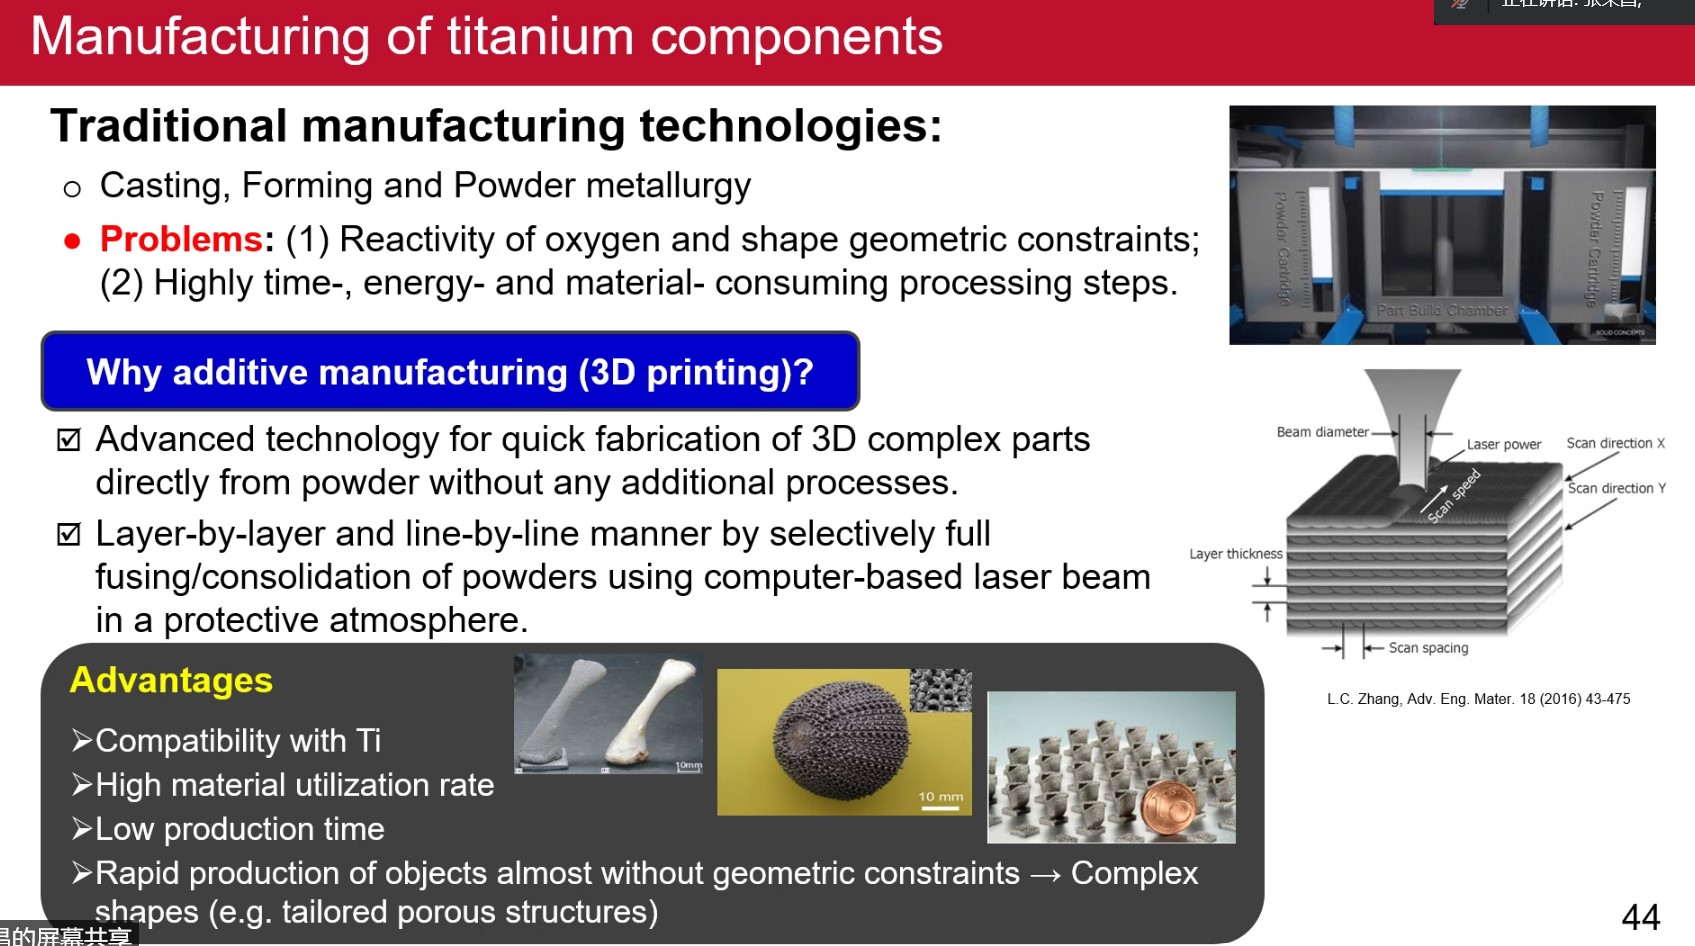 Manufacturing of titanium components
Traditional manufacturing technologies:
Casting, Forming and Powder metallurgy
Problems: (1) Reactivity of oxygen and shape geometric constraints;
(2) Highly time-, energy- and material- consuming processing steps.
Powder Cartridge
Part Build Chamber
Powder Cartridge
SOLID CONCEPTS
Why additive manufacturing (3D printing)?
Advanced technology for quick fabrication of 3D complex parts
directly from powder without any additional processes.
Layer-by-layer and line-by-line manner by selectively full
fusing/consolidation of powders using computer-based laser beam
in a protective atmosphere.
Beam diameter
Laser power
Scan direction X
Scan speed
Scan direction Y
Layer thickness
Scan spacing
L.C. Zhang, Adv. Eng. Mater. 18 (2016) 43-475
Advantages
➢Compatibility with Ti
➢High material utilization rate
➢Low production time
➢Rapid production of objects almost without geometric constraints → Complex
shapes (e.g. tailored porous structures)
10mm
10 mm
44
的屏幕共享